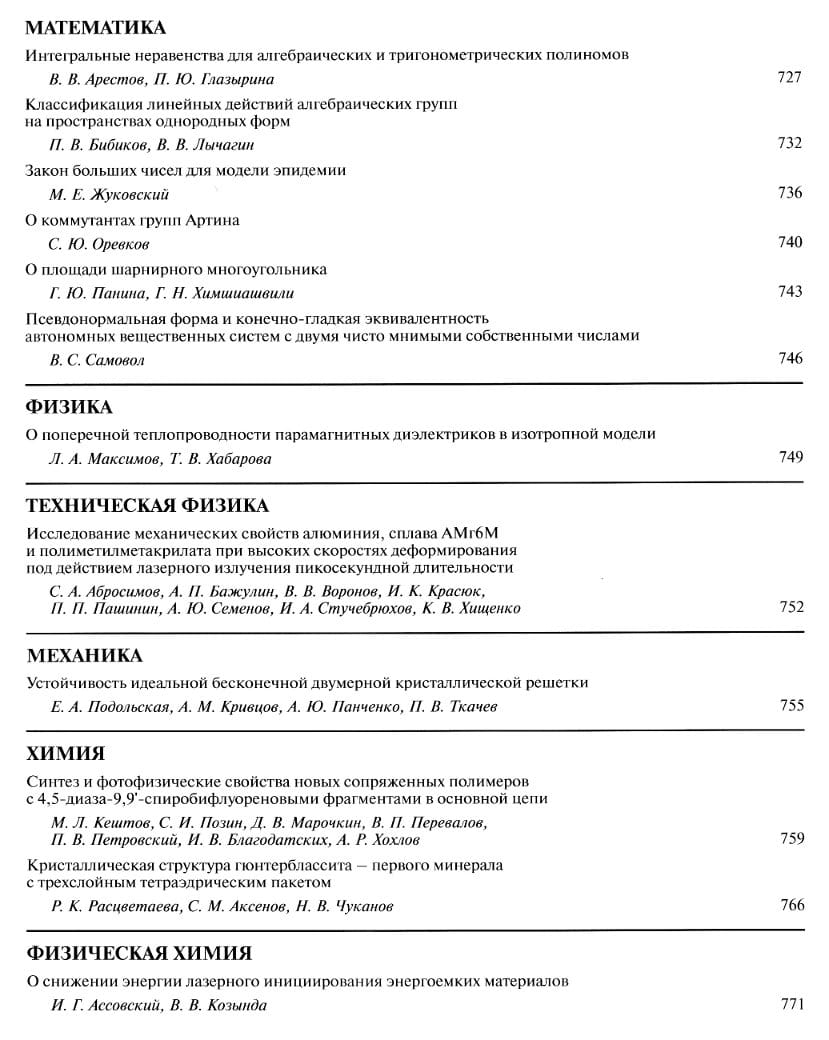 МАТЕМАТИКА
Интегральные неравенства для алгебраических и тригонометрических полиномов
В. В. Арестов, П. Ю. Глазырина 727
Классификация линейных действий алгебраических групп
на пространствах однородных форм
П. В. Бибиков, В. В. Лычагин 732
Закон больших чисел для модели эпидемии
М. Е. Жуковский 736
О коммутантах групп Артина
С. Ю. Оревков 740
О площади шарнирного многоугольника
Г. Ю. Панина, Г. Н. Химшиашвили 743
Псевдонормальная форма и конечно-гладкая эквивалентность
автономных вещественных систем с двумя чисто мнимыми собственными числами
В. С. Самовол 746
ФИЗИКА
О поперечной теплопроводности парамагнитных диэлектриков в изотропной модели
Л. А. Максимов, Т. В. Хабарова 749
ТЕХНИЧЕСКАЯ ФИЗИКА
Исследование механических свойств алюминия, сплава АМг6М
и полиметилметакрилата при высоких скоростях деформирования
под действием лазерного излучения пикосекундной длительности
С. А. Абросимов, А. П. Бажулин, В. В. Воронов, И. К. Красюк,
П. П. Пашинин, А. Ю. Семенов, И. А. Стучебрюхов, К. В. Хищенко 752
МЕХАНИКА
Устойчивость идеальной бесконечной двумерной кристаллической решетки
Е. А. Подольская, А. М. Кривцов, А. Ю. Панченко, П. В. Ткачев 755
ХИМИЯ
Синтез и фотофизические свойства новых сопряженных полимеров
с 4,5-диаза-9,9'-спиробифлуореновыми фрагментами в основной цепи
М. Л. Кештов, С. И. Позин, Д. В. Марочкин, В. П. Перевалов,
П. В. Петровский, И. В. Благодатских, А. Р. Хохлов 759
Кристаллическая структура гюнтерблассита – первого минерала
с трехслойным тетраэдрическим пакетом
Р. К. Расцветаева, С. М. Аксенов, Н. В. Чуканов 766
ФИЗИЧЕСКАЯ ХИМИЯ
О снижении энергии лазерного инициирования энергоемких материалов
И. Г. Ассовский, В. В. Козында 771